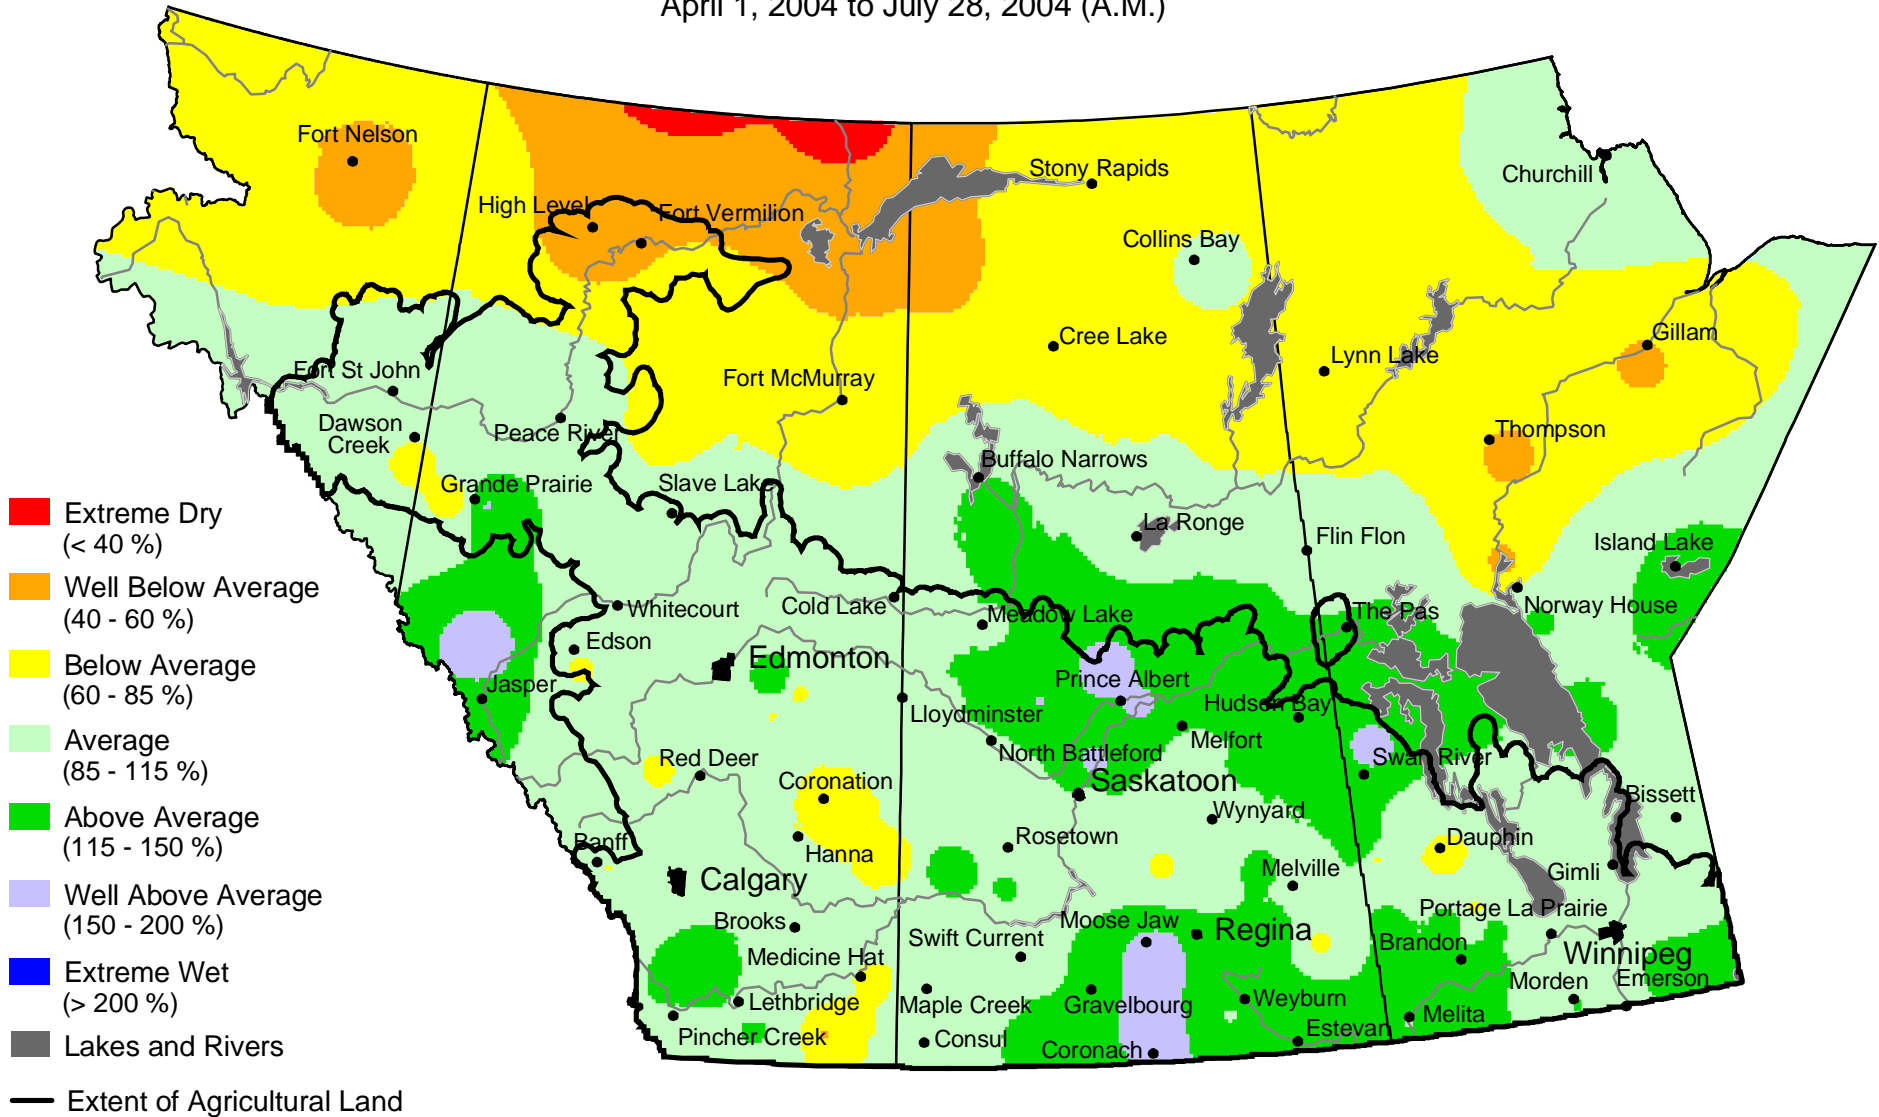 April 1, 2004 to July 28, 2004 (A.M.)
Fort Nelson
Churchill
Stony Rapids
High Level
Fort Vermilion
Collins Bay
Gillam
Cree Lake
Lynn Lake
Fort St John
Fort McMurray
Dawson
Creek
Peace River
Thompson
Buffalo Narrows
Grande Prairie
Slave Lake
La Ronge
Flin Flon
Island Lake
Whitecourt
Cold Lake
Meadow Lake
The Pas
Norway House
Edson
Edmonton
Jasper
Prince Albert
Hudson Bay
Lloydminster
North Battleford
Melfort
Swan River
Red Deer
Coronation
Saskatoon
Wynyard
Bissett
Banff
Hanna
Rosetown
Dauphin
Melville
Gimli
Calgary
Brooks
Moose Jaw
Regina
Portage La Prairie
Swift Current
Brandon
Winnipeg
Medicine Hat
Morden
Emerson
Lethbridge
Maple Creek
Gravelbourg
Weyburn
Melita
Pincher Creek
Consul
Coronach
Estevan
Extreme Dry
(< 40 %)
Well Below Average
(40 - 60 %)
Below Average
(60 - 85 %)
Average
(85 - 115 %)
Above Average
(115 - 150 %)
Well Above Average
(150 - 200 %)
Extreme Wet
(> 200 %)
Lakes and Rivers
Extent of Agricultural Land